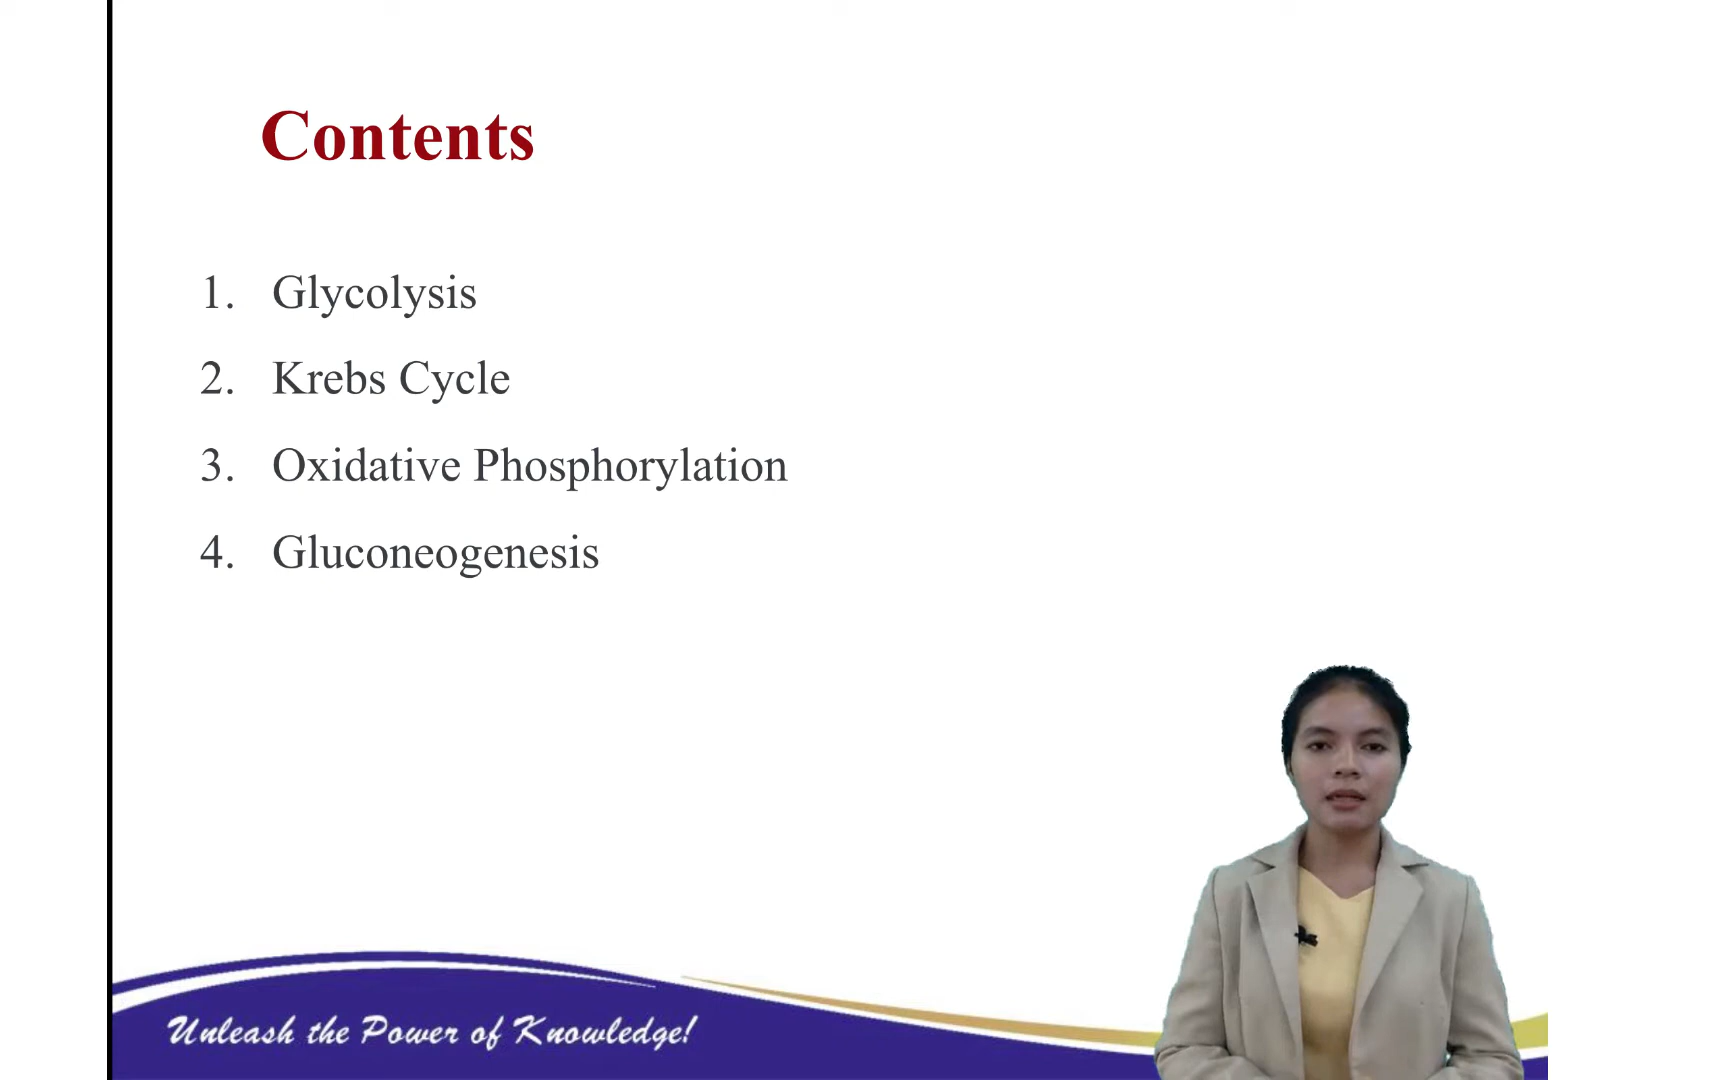 Contents
1. Glycolysis
2. Krebs Cycle
3. Oxidative Phosphorylation
4. Gluconeogenesis
Unleash the Power of Knowledge!